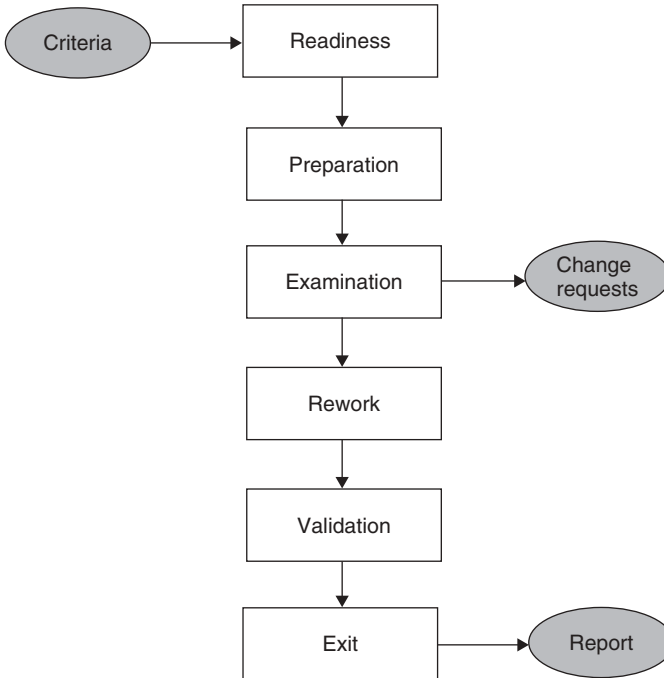 Criteria
Readiness
Preparation
Examination
Change
requests
Rework
Validation
Exit
Report